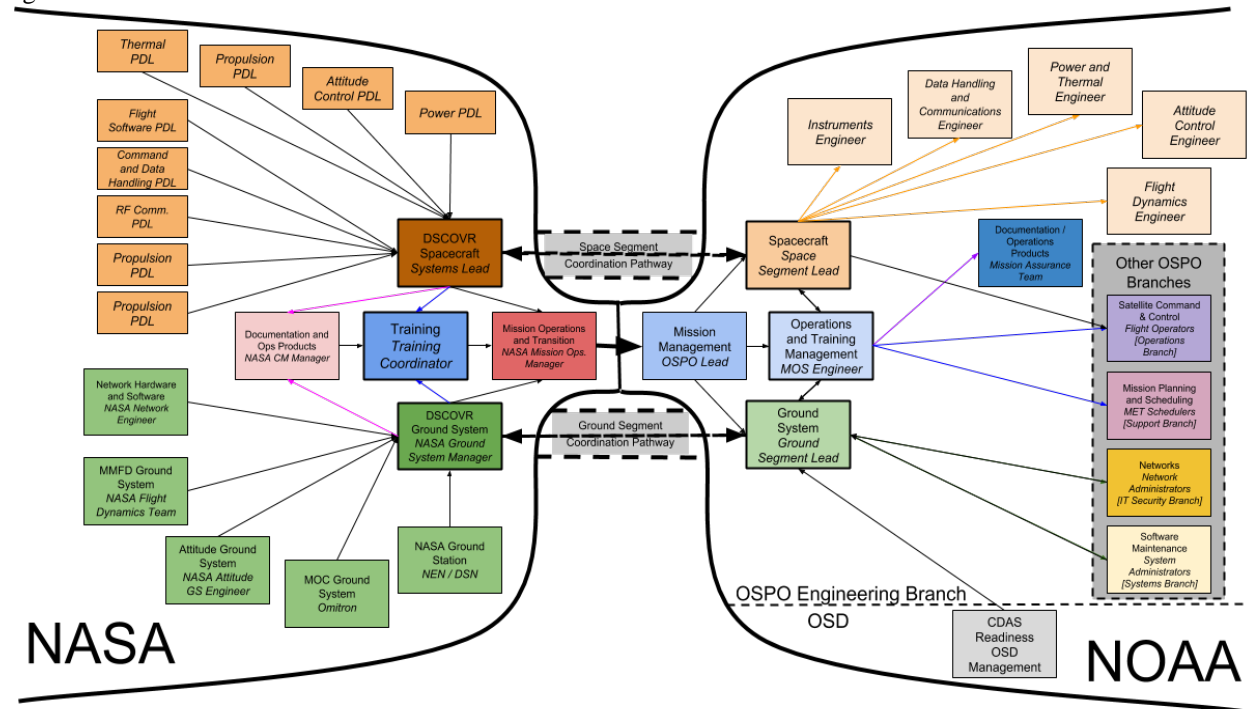 Thermal
PDL
Propulsion
PDL
Attitude
Control PDL
Power PDL
Flight
Software PDL
Command
and Data
Handling PDL
RF Comm.
PDL
Propulsion
PDL
Propulsion
PDL
DSCOVR
Spacecraft
Systems Lead
Space Segment
Coordination Pathway
Documentation and
Ops Products
NASA CM Manager
Training
Training
Coordinator
Mission Operations
and Transition
NASA Mission Ops.
Manager
Network Hardware
and Software
NASA Network
Engineer
DSCOVR
Ground System
NASA Ground
System Manager
Ground Segment
Coordination Pathway
MMFD Ground
System
NASA Flight
Dynamics Team
Attitude Ground
System
NASA Attitude
GS Engineer
MOC Ground
System
Omitron
NASA Ground
Station
NEN / DSN
NASA
Instruments
Engineer
Data Handling
and
Communications
Engineer
Power and
Thermal
Engineer
Attitude
Control
Engineer
Flight
Dynamics
Engineer
Spacecraft
Space
Segment Lead
Documentation /
Operations
Products
Mission Assurance
Team
Mission
Management
OSPO Lead
Operations
and Training
Management
MOS Engineer
Ground
System
Ground
Segment Lead
Other OSPO
Branches
Satellite Command
& Control
Flight Operators
[Operations
Branch]
Mission Planning
and Scheduling
MET Schedulers
[Support Branch]
Networks
Network
Administrators
[IT Security Branch]
Software
Maintenance
System
Administrators
[Systems Branch]
OSPO Engineering Branch
OSD
CDAS
Readiness
OSD
Management
NOAA